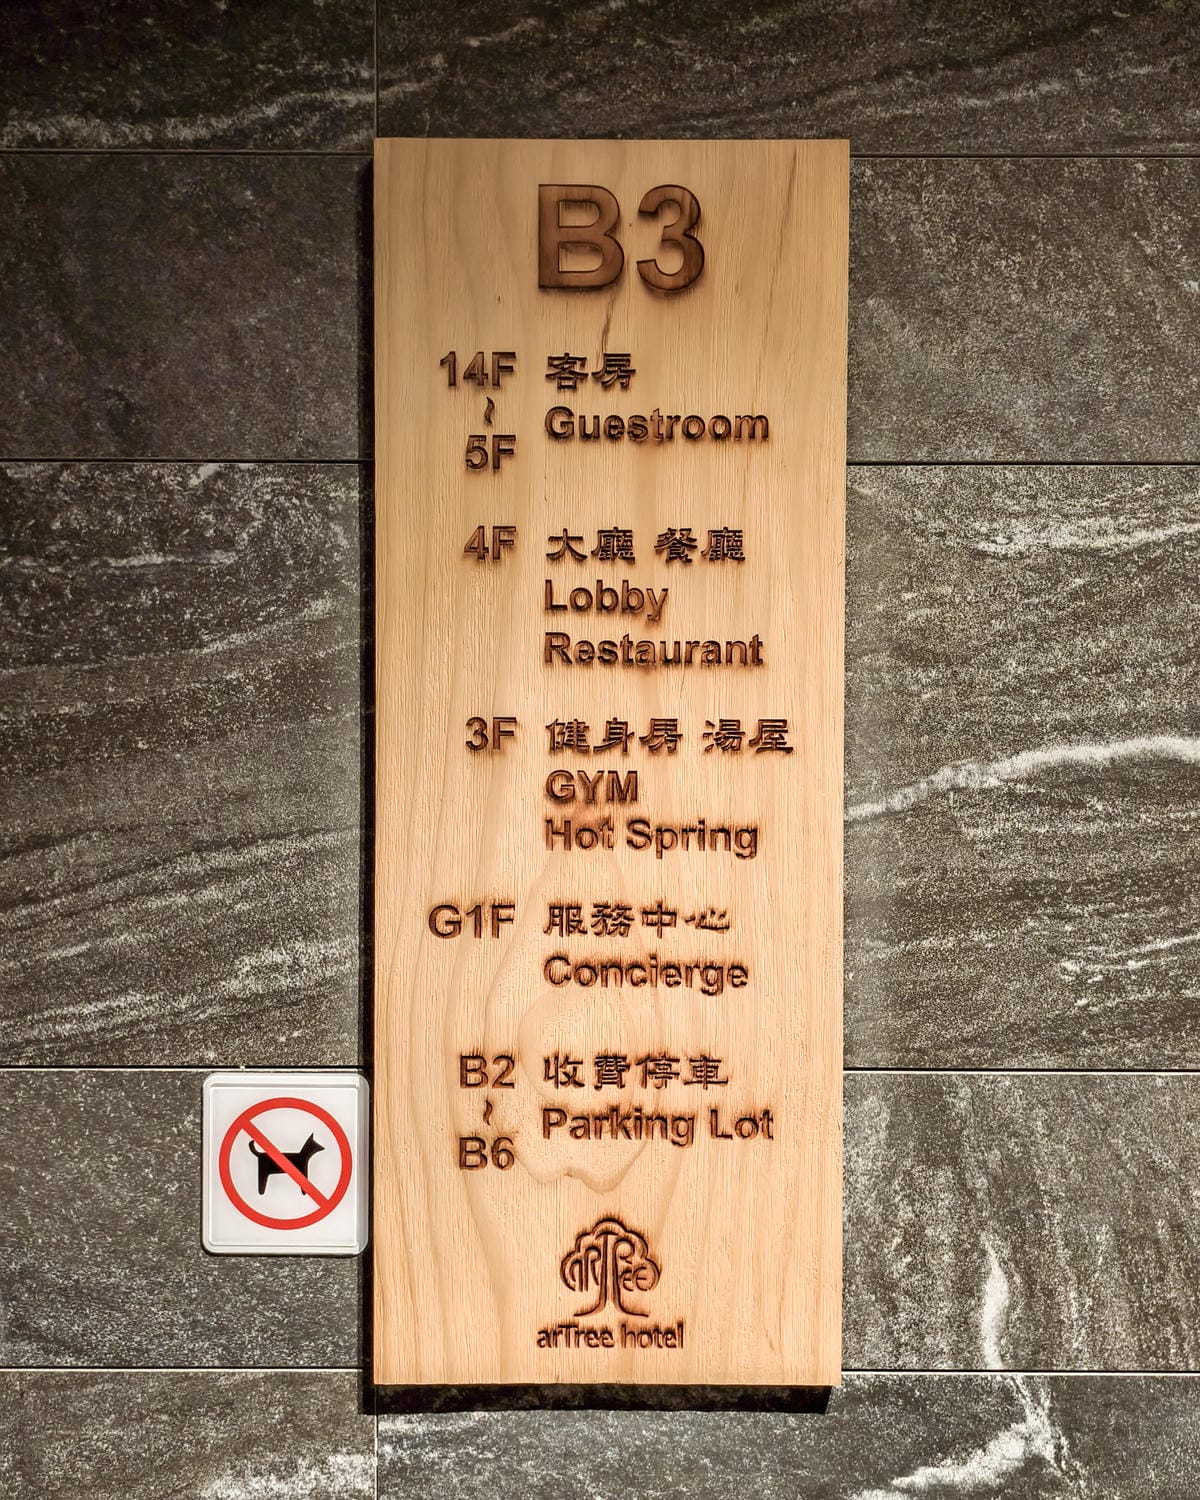 B3
14F 客房
~ Guestroom
5F
4F 大廳 餐廳
Lobby
Restaurant
3F 健身房 湯屋
GYM
Hot Spring
G1F 服務中心
Concierge
B2 收費停車
~ Parking Lot
B6
arTree
arTree hotel